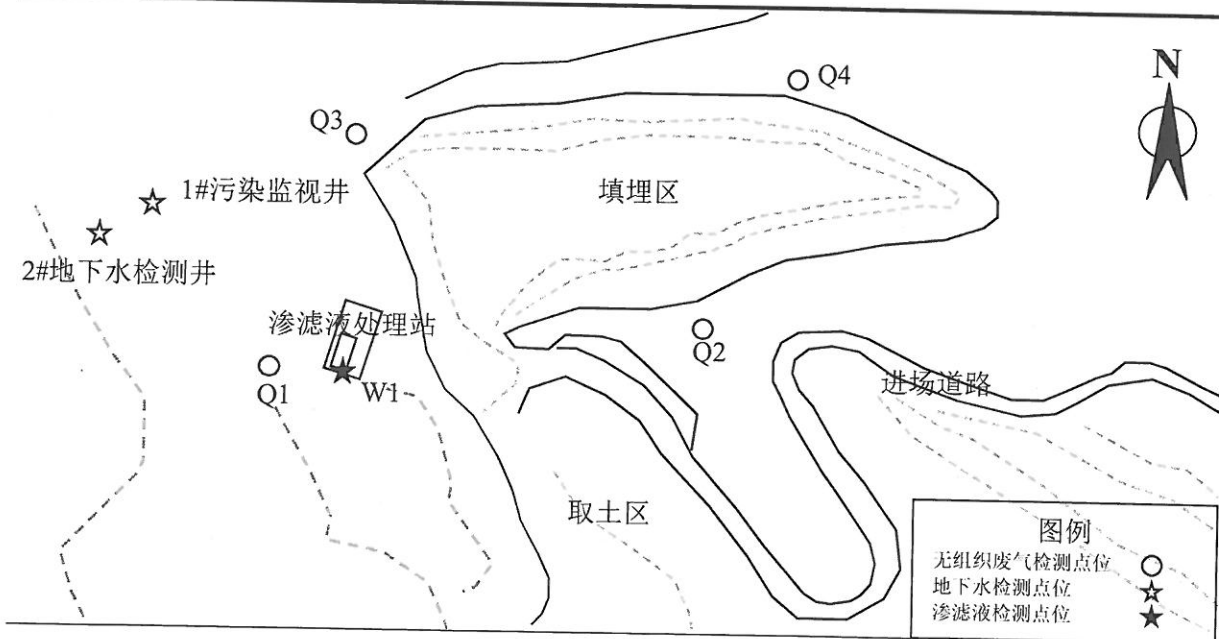 N
Q4
Q3
1#污染监视井
填埋区
2#地下水检测井
渗滤液处理站
Q2
Q1
W1
进场道路
取土区
图例
无组织废气检测点位
地下水检测点位
渗滤液检测点位